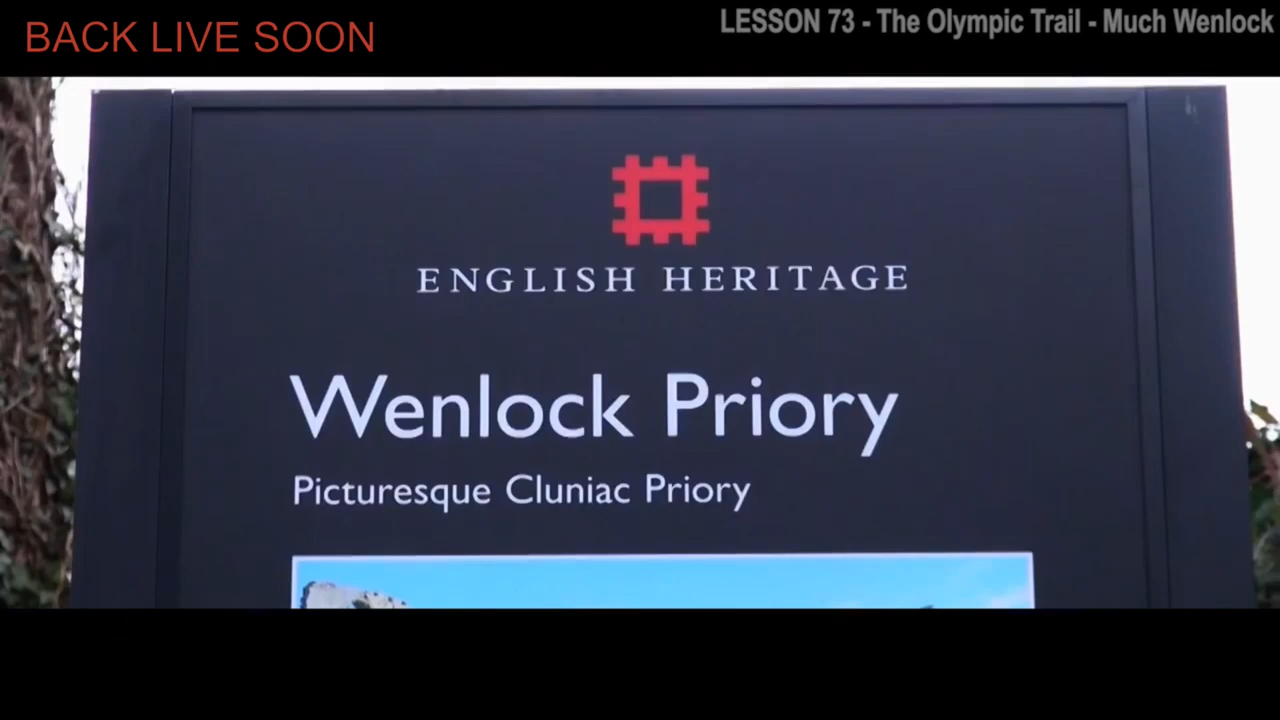 BACK LIVE SOON
LESSON 73 - The Olympic Trail - Much Wenlock
ENGLISH HERITAGE
Wenlock Priory
Picturesque Cluniac Priory